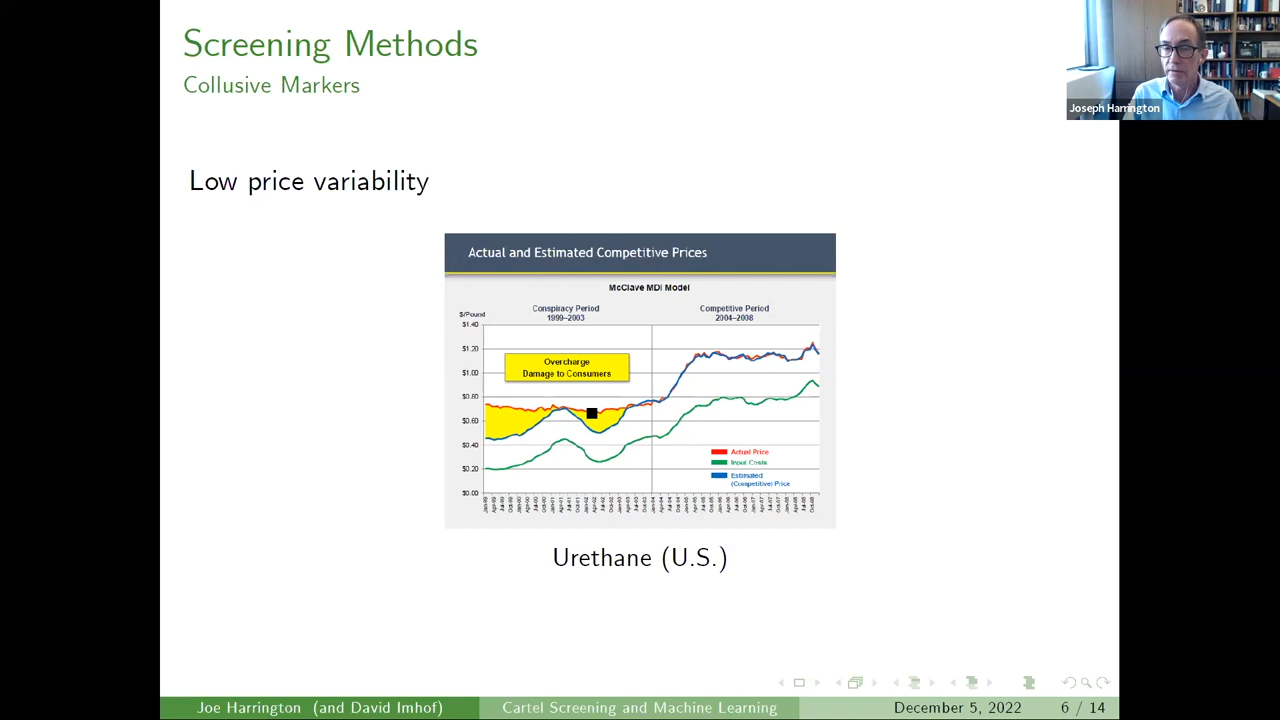 Screening Methods
Collusive Markers
Joseph Harrington
Low price variability
Actual and Estimated Competitive Prices
McClave MDI Model
Conspiracy Period
1999–2003
Competitive Period
2004–2008
$/Pound
$1.40
$1.20
$1.00
$0.80
$0.60
$0.40
$0.20
$0.00
Overcharge
Damage to Consumers
Actual Price
Input Costs
Estimated
(Competitive) Price
Urethane (U.S.)
Joe Harrington (and David Imhof)
Cartel Screening and Machine Learning
December 5, 2022
6 / 14